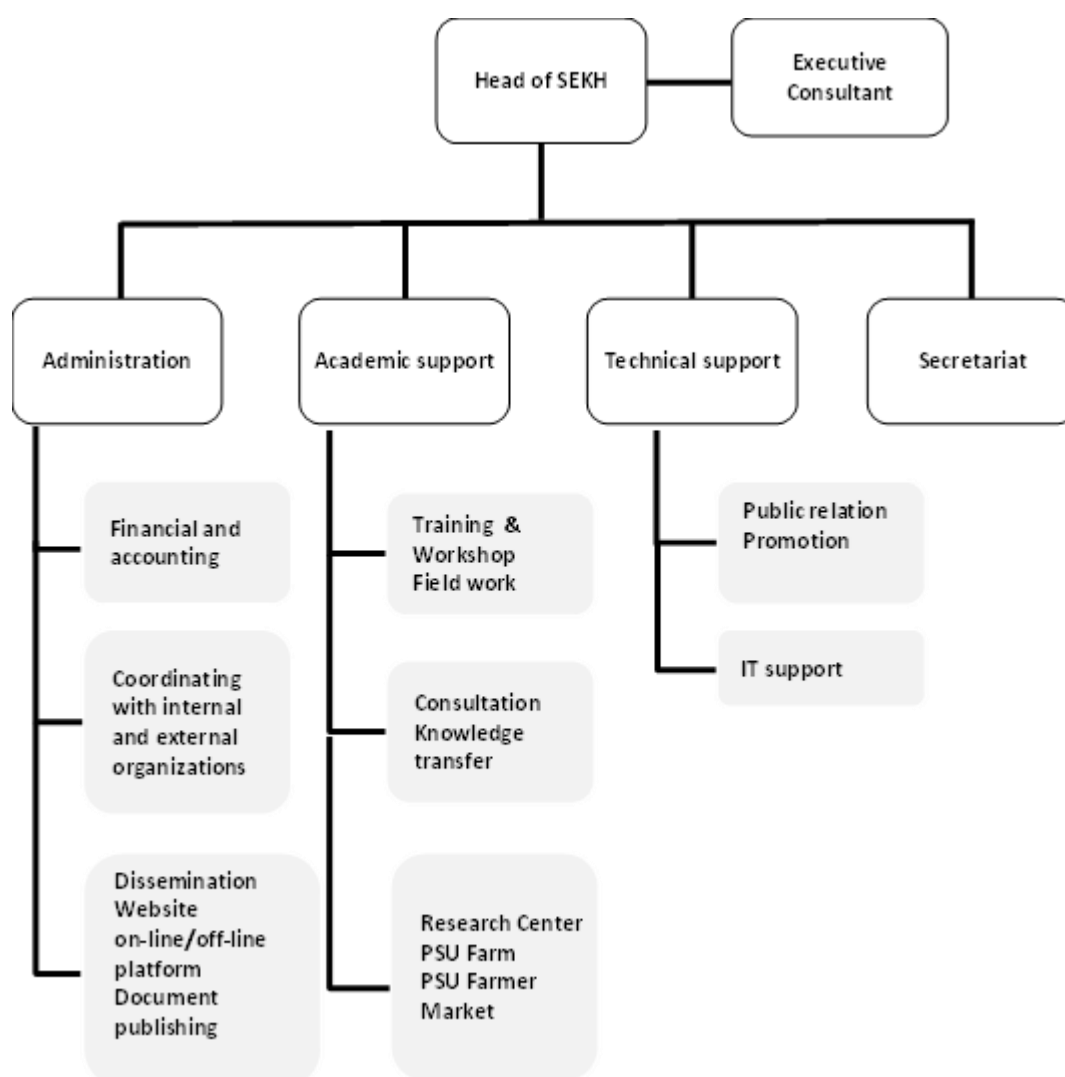 Head of SEKH
Executive
Consultant
Administration
Academic support
Technical support
Secretariat
Financial and
accounting
Coordinating
with internal
and external
organizations
Dissemination
Website
on-line/off-line
platform
Document
publishing
Training &
Workshop
Field work
Consultation
Knowledge
transfer
Research Center
PSU Farm
PSU Farmer
Market
Public relation
Promotion
IT support